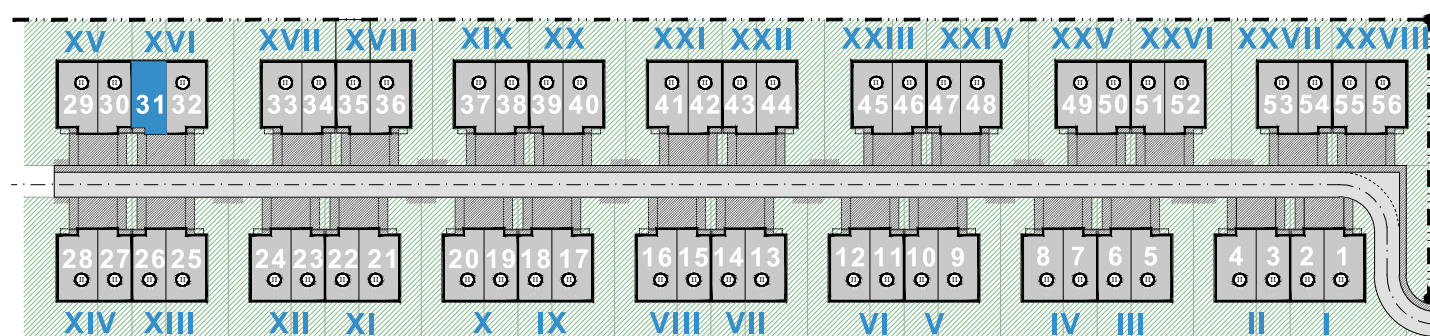 XV XVI XVII XVIII XIX XX XXI XXII XXIII XXIV XXV XXVI XXVII XXVIII
29 30 31 32 33 34 35 36 37 38 39 40 41 42 43 44 45 46 47 48 49 50 51 52 53 54 55 56
28 27 26 25 24 23 22 21 20 19 18 17 16 15 14 13 12 11 10 9 8 7 6 5 4 3 2 1
XIV XIII XII XI X IX VIII VII VI V IV III II I